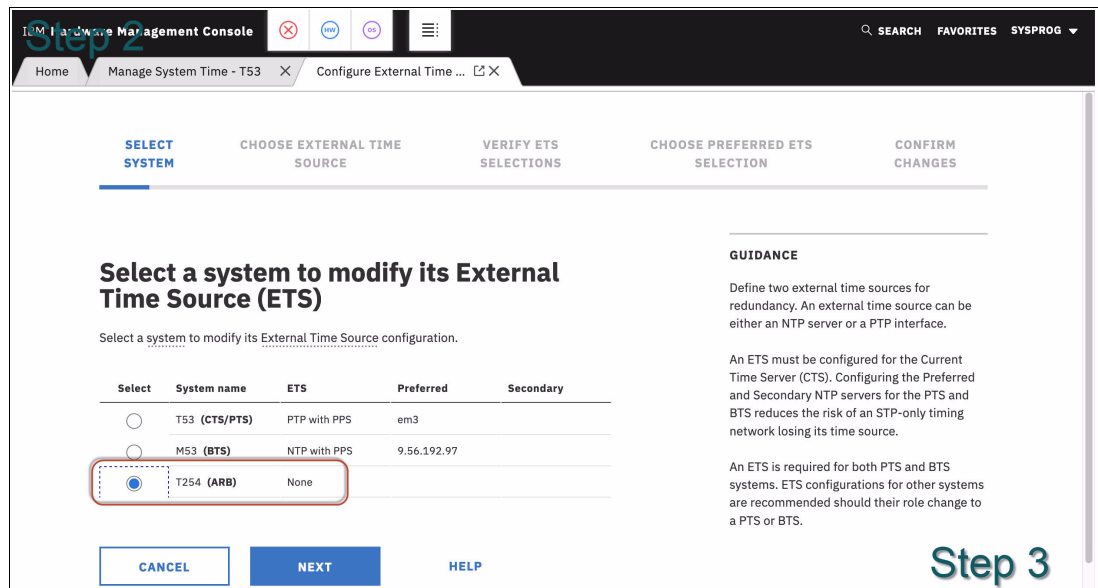 IBM Hardware Management Console
Step 2
HW
OS
SEARCH FAVORITES SYSPROG
Home
Manage System Time - T53
Configure External Time ...
SELECT SYSTEM
CHOOSE EXTERNAL TIME SOURCE
VERIFY ETS SELECTIONS
CHOOSE PREFERRED ETS SELECTION
CONFIRM CHANGES
Select a system to modify its External
Time Source (ETS)
Select a system to modify its External Time Source configuration.
Select System name ETS Preferred Secondary
T53 (CTS/PTS) PTP with PPS em3
M53 (BTS) NTP with PPS 9.56.192.97
T254 (ARB) None
CANCEL
NEXT
HELP
GUIDANCE
Define two external time sources for
redundancy. An external time source can be
either an NTP server or a PTP interface.
An ETS must be configured for the Current
Time Server (CTS). Configuring the Preferred
and Secondary NTP servers for the PTS and
BTS reduces the risk of an STP-only timing
network losing its time source.
An ETS is required for both PTS and BTS
systems. ETS configurations for other systems
are recommended should their role change to
a PTS or BTS.
Step 3